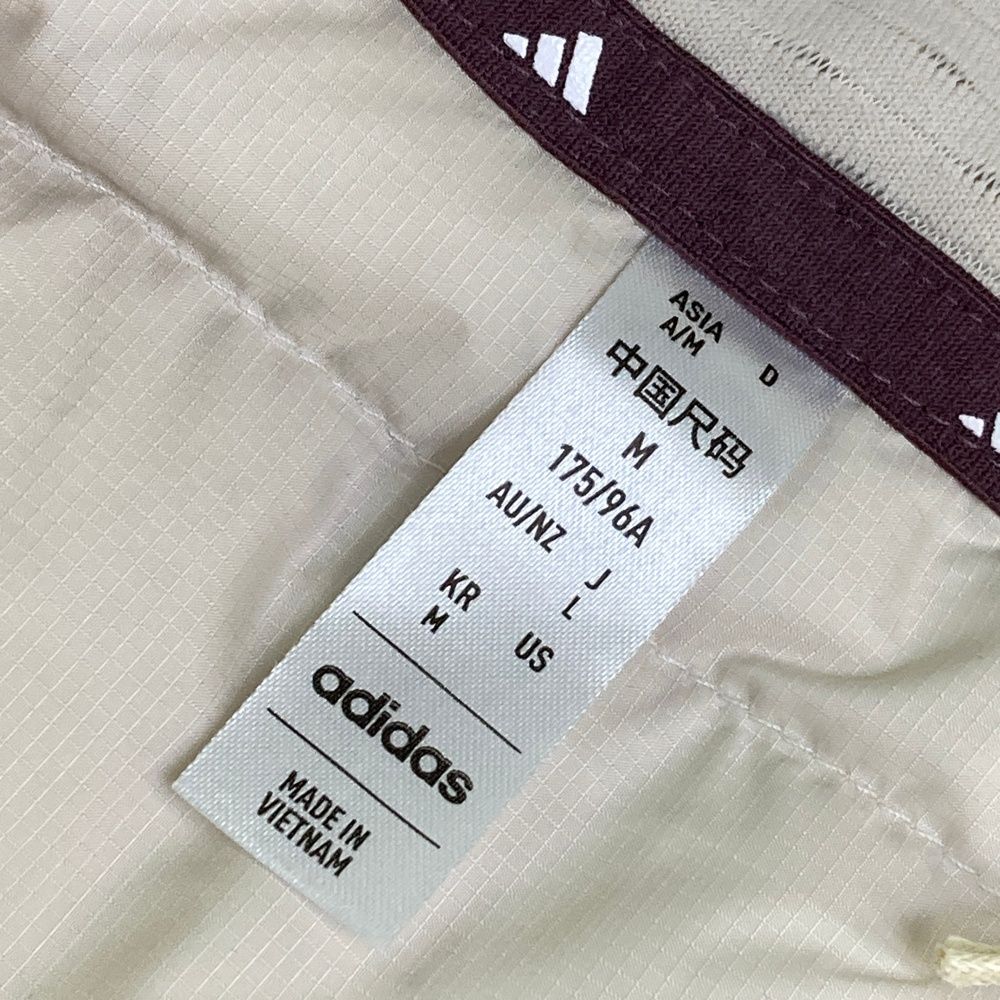 ASIA
A/M D
中国尺码
M
175/96A
AU/NZ J
L
KR US
M
adidas
MADE IN
VIETNAM